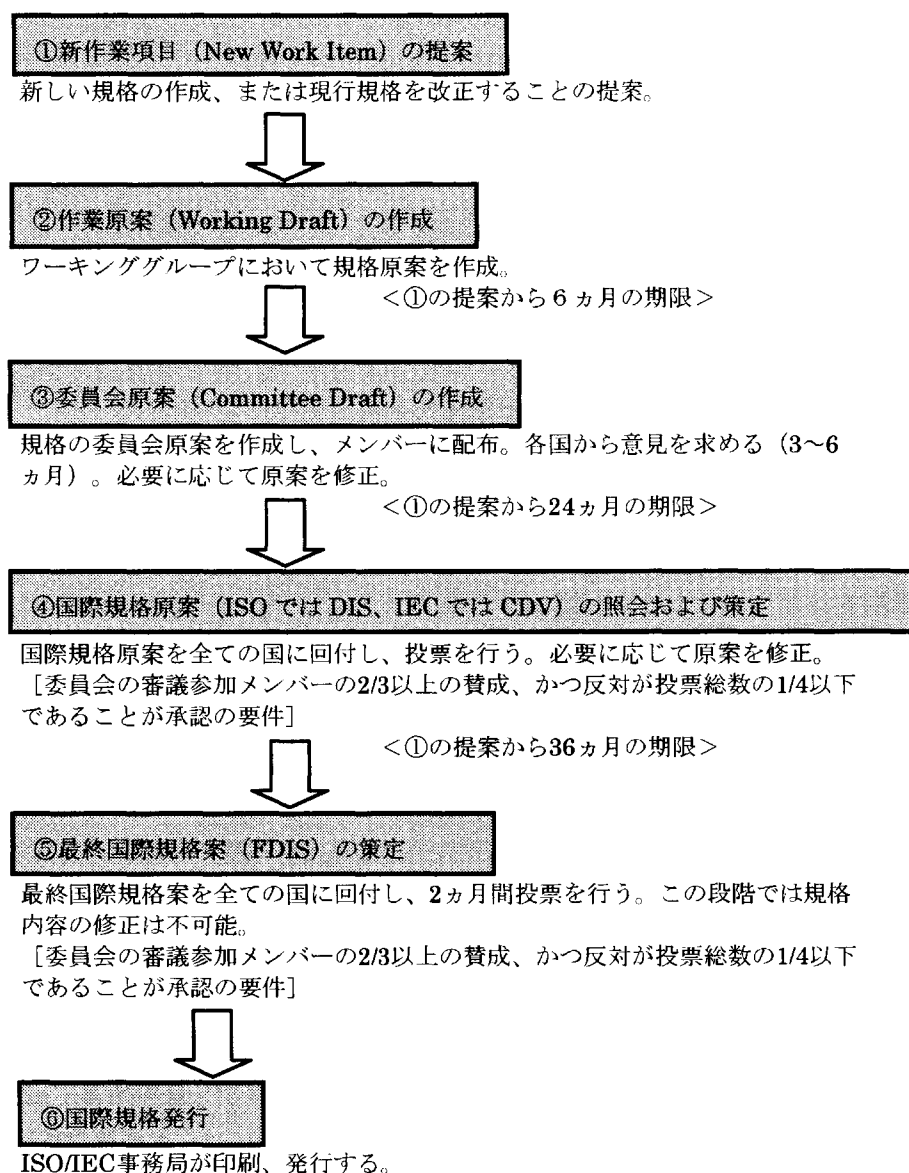 ①新作業項目(New Work Item)の提案
新しい規格の作成、または現行規格を改正することの提案。
②作業原案(Working Draft)の作成
ワーキンググループにおいて規格原案を作成。
<①の提案から6ヵ月の期限>
③委員会原案(Committee Draft)の作成
規格の委員会原案を作成し、メンバーに配布。各国から意見を求める(3~6
ヵ月)。必要に応じて原案を修正。
<①の提案から24ヵ月の期限>
④国際規格原案(ISO では DIS、IEC では CDV)の照会および策定
国際規格原案を全ての国に回付し、投票を行う。必要に応じて原案を修正。
[委員会の審議参加メンバーの2/3以上の賛成、かつ反対が投票総数の1/4以下
であることが承認の要件]
<①の提案から36ヵ月の期限>
⑤最終国際規格案(FDIS)の策定
最終国際規格案を全ての国に回付し、2ヵ月間投票を行う。この段階では規格
内容の修正は不可能。
[委員会の審議参加メンバーの2/3以上の賛成、かつ反対が投票総数の1/4以下
であることが承認の要件]
⑥国際規格発行
ISO/IEC事務局が印刷、発行する。